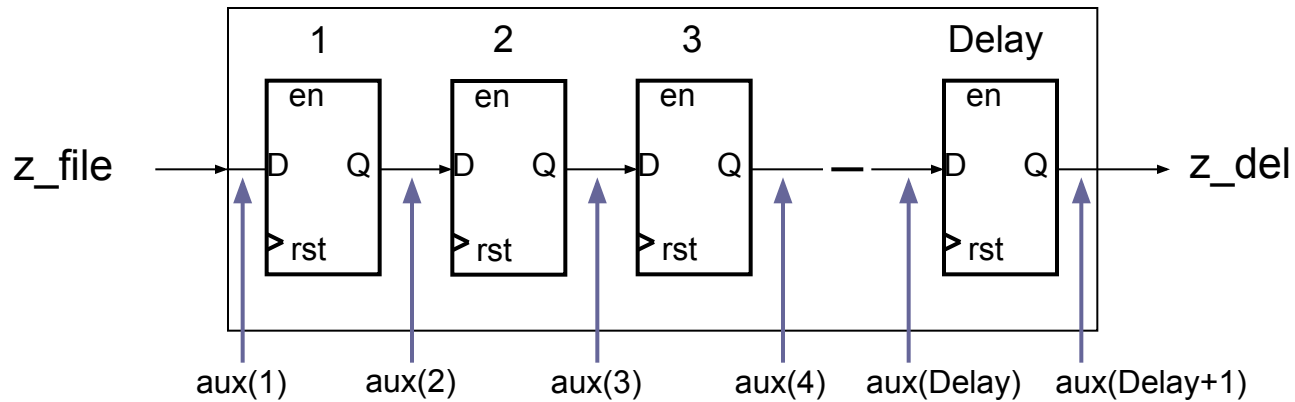 1 2 3 Delay
en en en en
z_file D Q D Q D Q D Q z_del
rst rst rst rst
aux(1) aux(2) aux(3) aux(4) aux(Delay) aux(Delay+1)